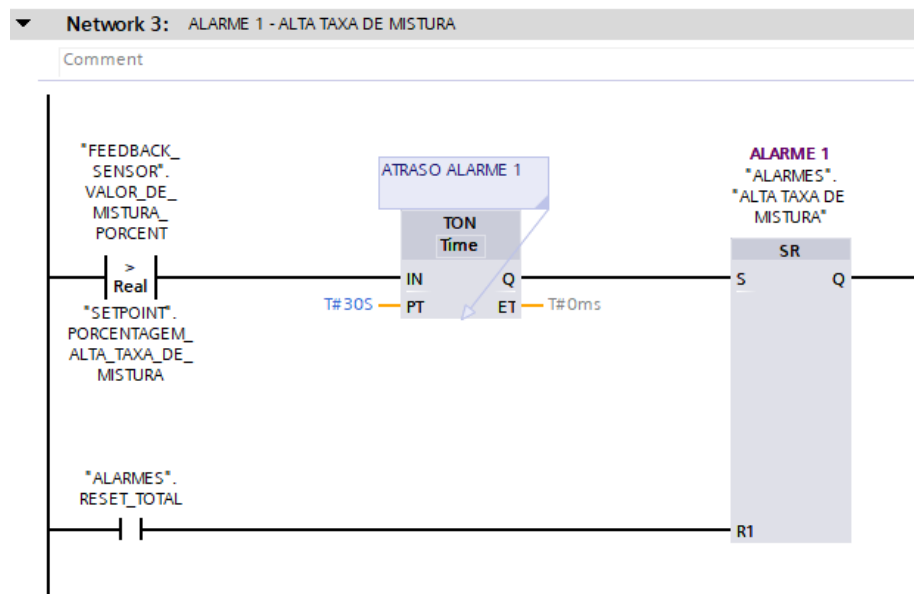 Network 3: ALARME 1 - ALTA TAXA DE MISTURA
Comment
"FEEDBACK_
SENSOR".
VALOR_DE_
MISTURA_
PORCENT
>
Real
"SETPOINT".
PORCENTAGEM_
ALTA_TAXA_DE_
MISTURA
ATRASO ALARME 1
TON
Time
IN Q
T#30S PT ET T#0ms
ALARME 1
"ALARMES".
"ALTA TAXA DE
MISTURA"
SR
S Q
"ALARMES".
RESET_TOTAL
R1